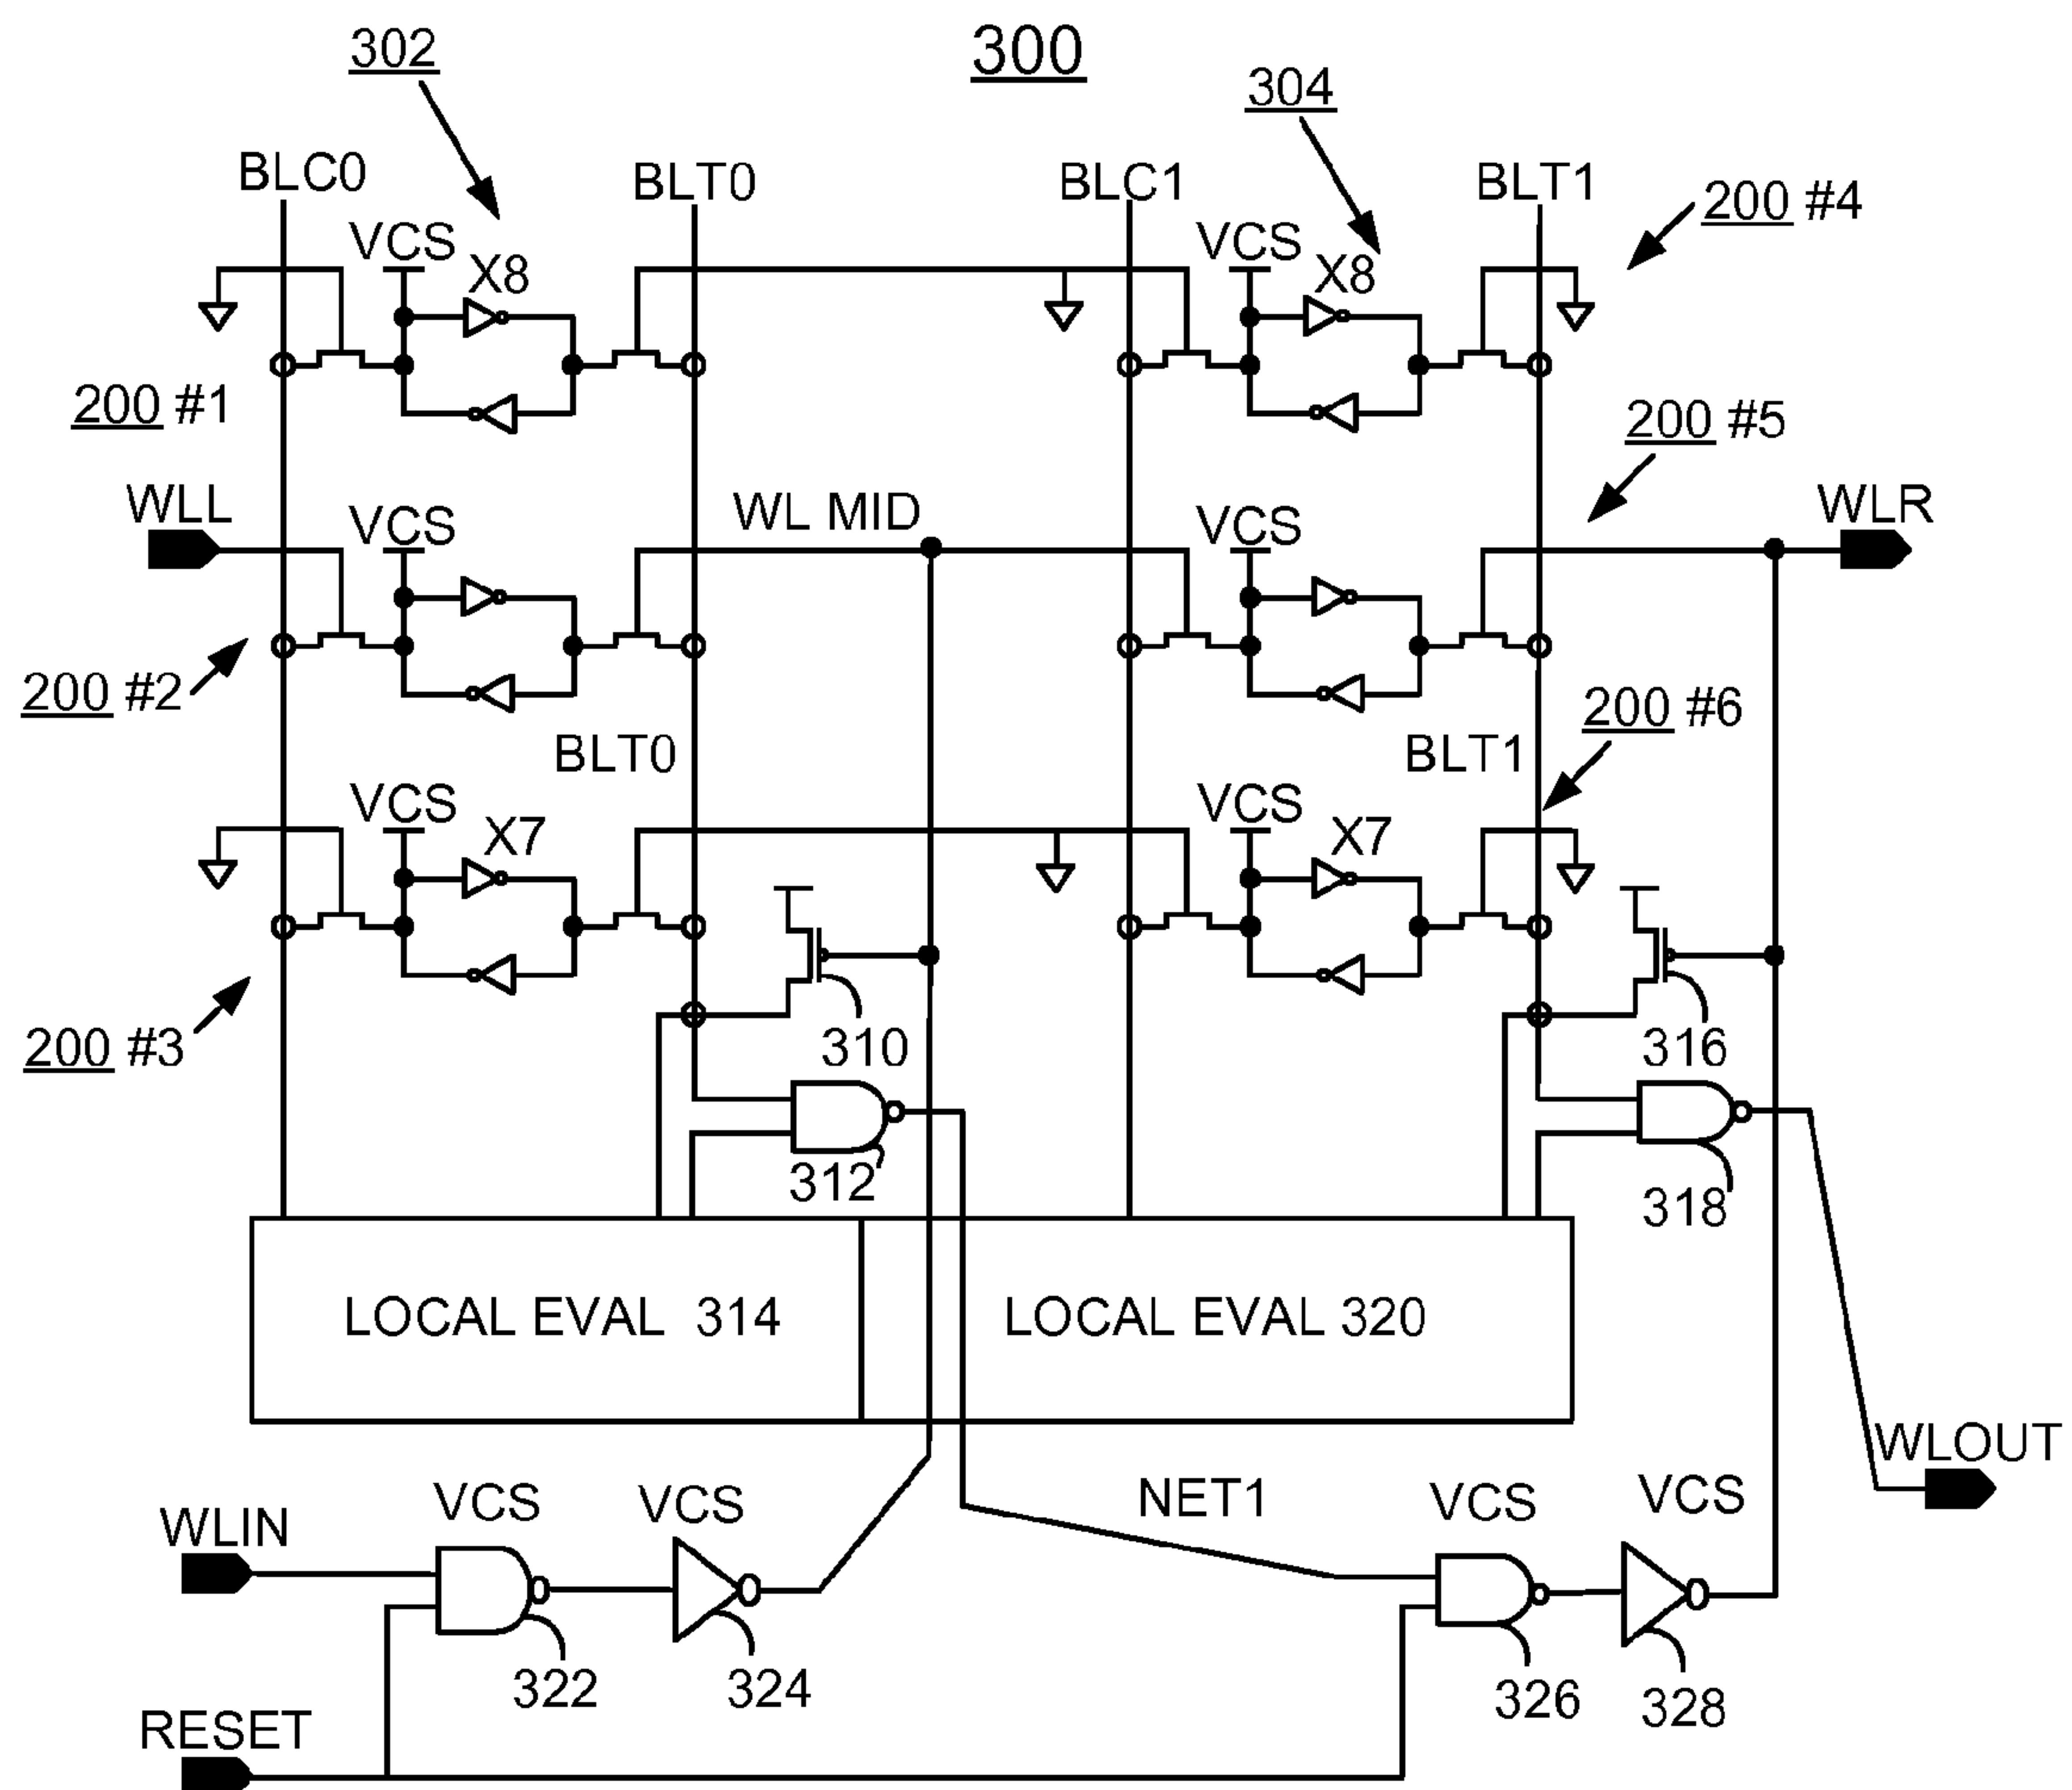 300
302
304
BLC0
BLT0
BLC1
BLT1
200 #4
VCS
X8
VCS
X8
200 #1
200 #5
WLL
VCS
WL MID
VCS
WLR
200 #2
BLT0
BLT1
200 #6
VCS
X7
VCS
X7
200 #3
310
316
312
318
LOCAL EVAL 314
LOCAL EVAL 320
WLOUT
WLIN
VCS
VCS
NET1
VCS
VCS
322
324
326
328
RESET